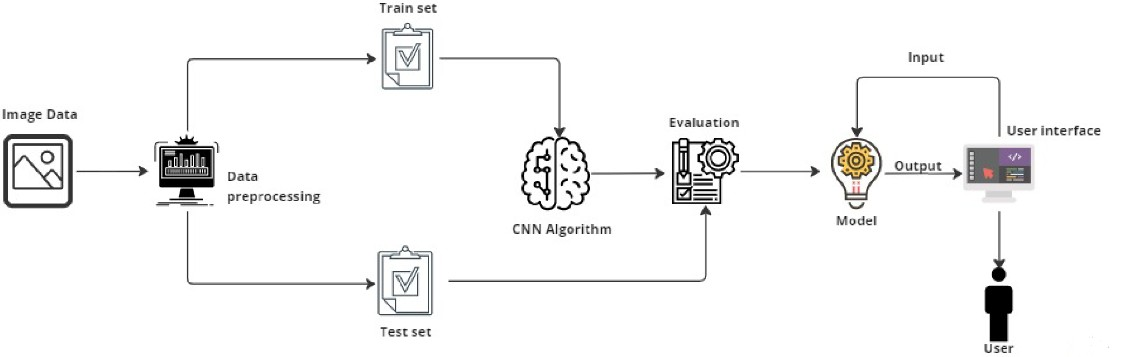 Train set
Image Data
Data
preprocessing
CNN Algorithm
Test set
Evaluation
Input
Model
Output
User interface
</>
User